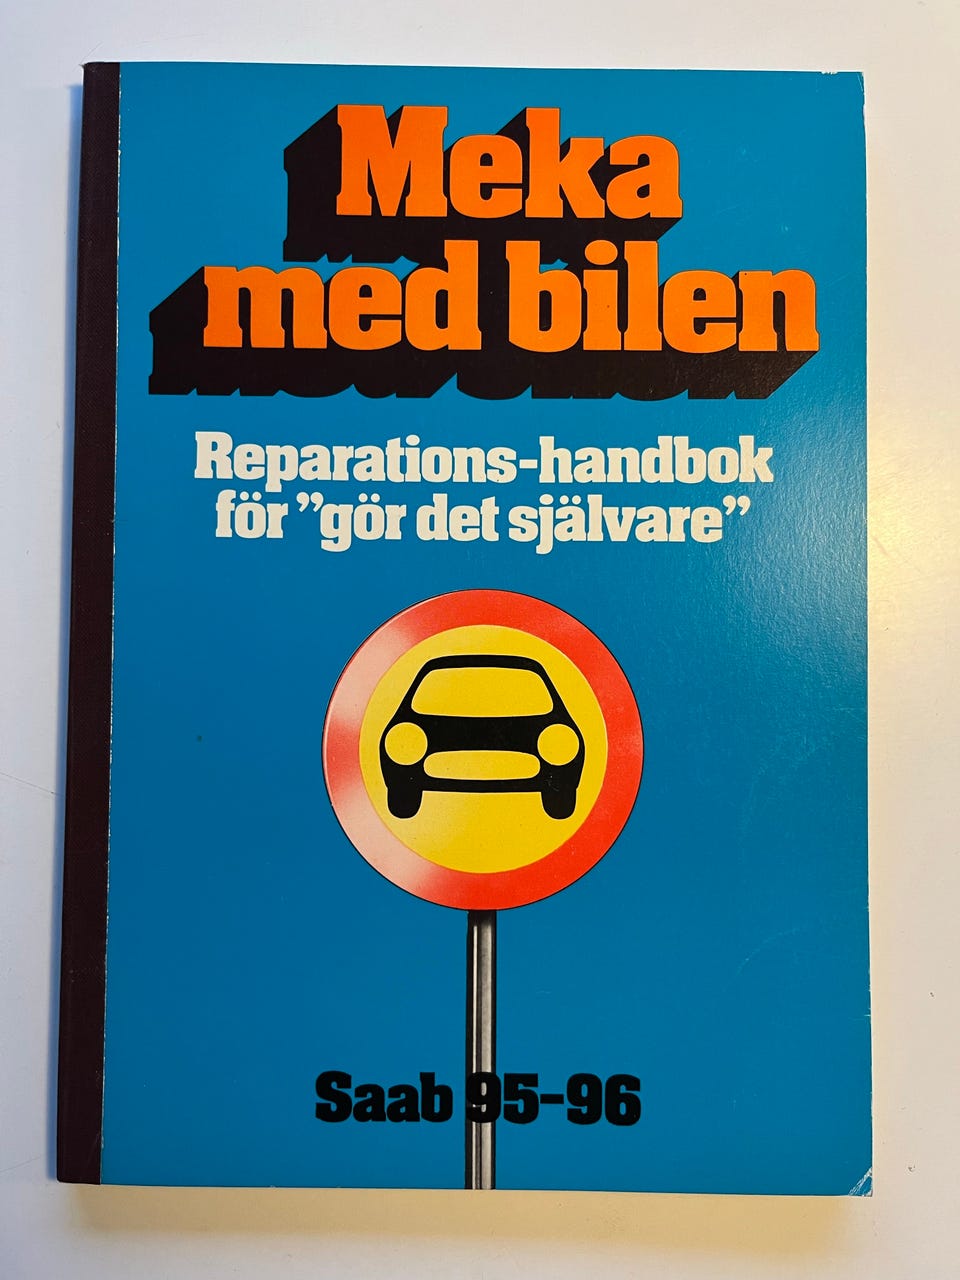 Meka
med bilen
Reparations-handbok
för ”gör det självare”
Saab 95-96